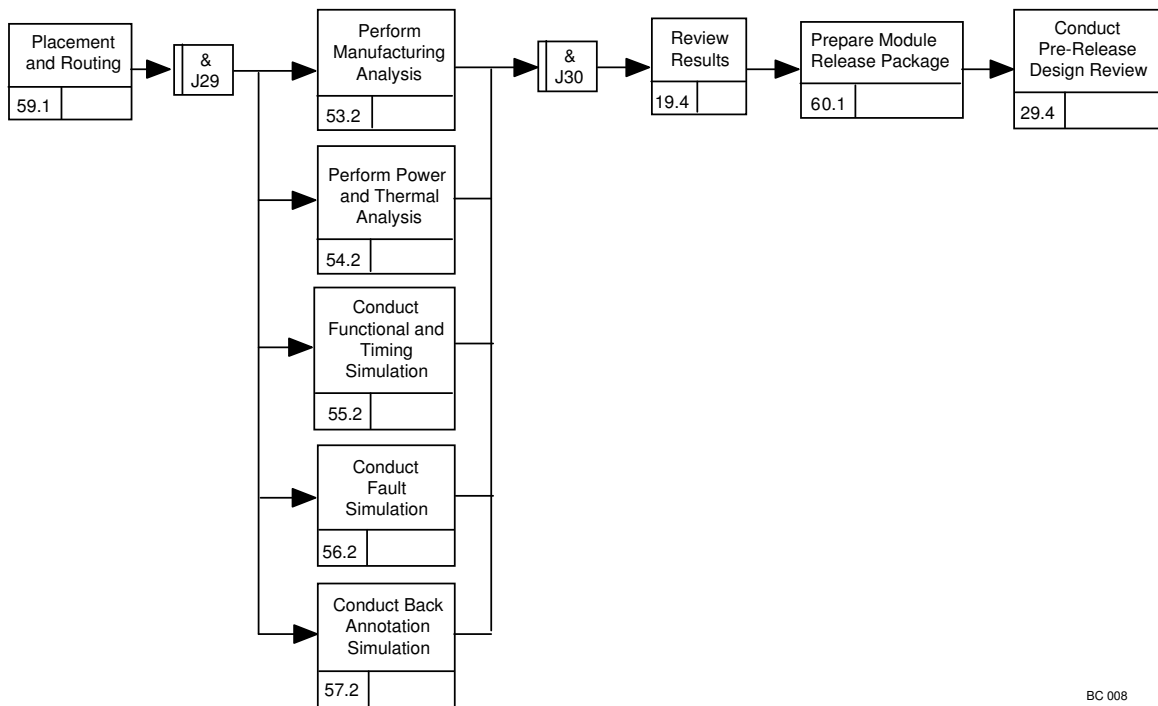 Placement
and Routing
59.1
&
J29
Perform
Manufacturing
Analysis
53.2
Perform Power
and Thermal
Analysis
54.2
Conduct
Functional and
Timing
Simulation
55.2
Conduct
Fault
Simulation
56.2
Conduct Back
Annotation
Simulation
57.2
&
J30
Review
Results
19.4
Prepare Module
Release Package
60.1
Conduct
Pre-Release
Design Review
29.4
BC 008